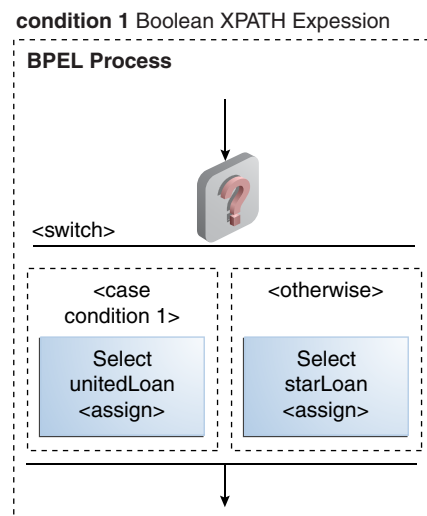 condition 1 Boolean XPATH Expession
BPEL Process
?
<switch>
<case
condition 1>
<otherwise>
Select
unitedLoan
<assign>
Select
starLoan
<assign>